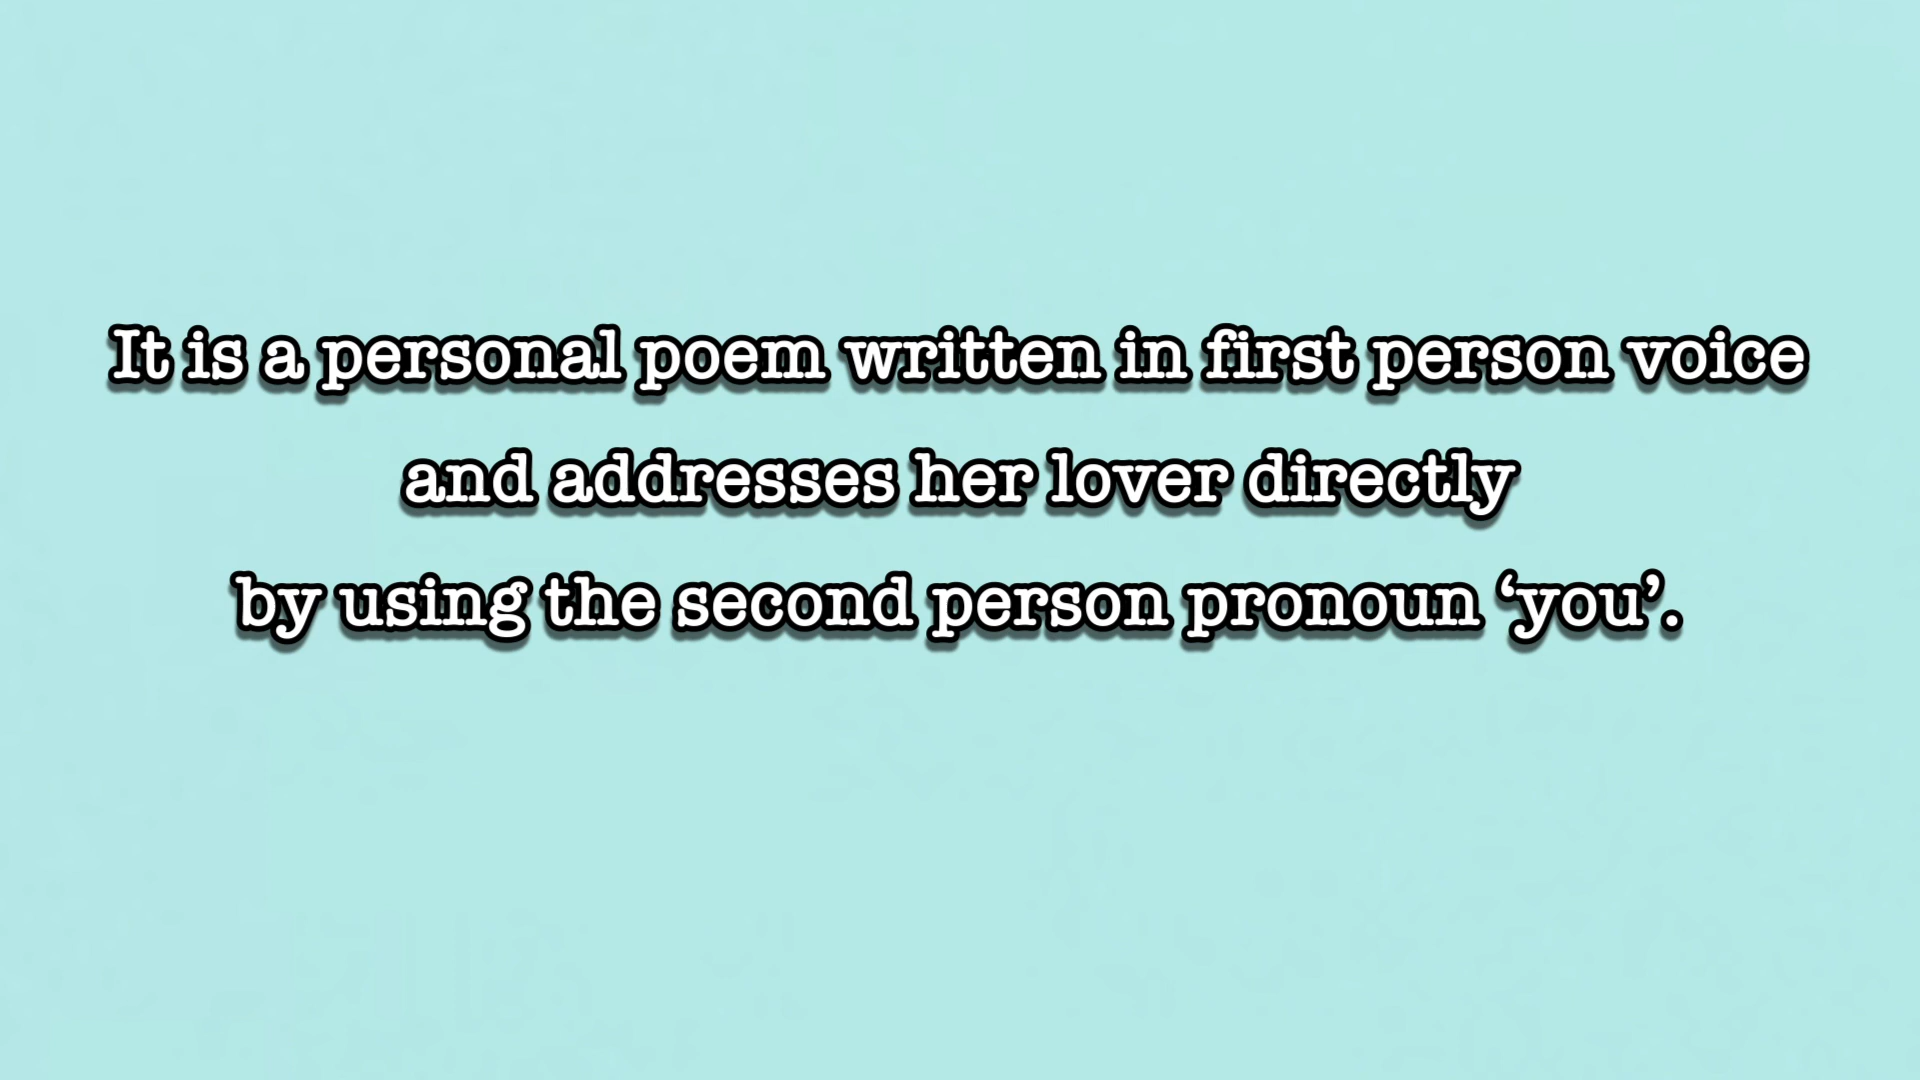 It is a personal poem written in first person voice
and addresses her lover directly
by using the second person pronoun ‘you’.